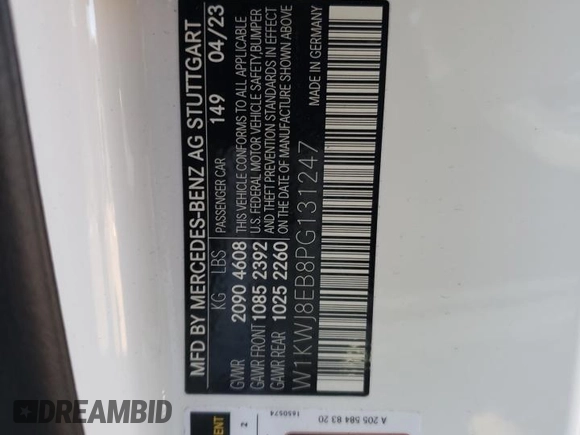 MFD BY MERCEDES-BENZ AG STUTTGART
KG LBS PASSENGER CAR 149 04/23
GVWR 2090 4608 THIS VEHICLE CONFORMS TO ALL APPLICABLE
GAWR FRONT 1085 2392 U.S. FEDERAL MOTOR VEHICLE SAFETY, BUMPER
GAWR REAR 1025 2260 AND THEFT PREVENTION STANDARDS IN EFFECT
ON THE DATE OF MANUFACTURE SHOWN ABOVE
W1KWJ8EB8PG131247 MADE IN GERMANY
2
1650574
A 205 584 83 20
DREAMBID